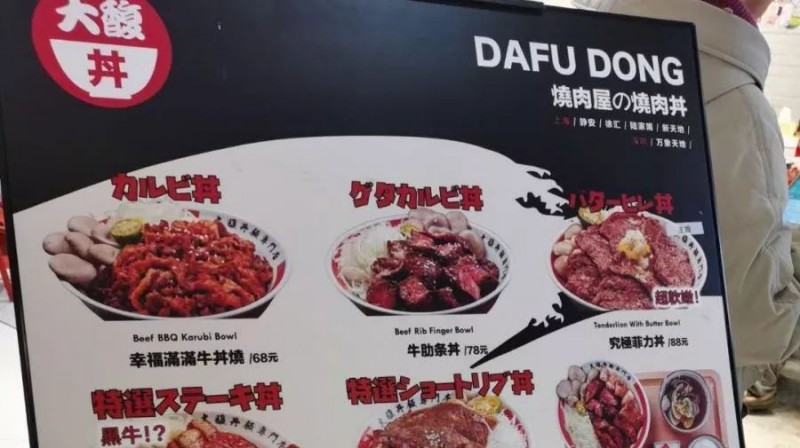 大馥
丼
DAFU DONG
燒肉屋の燒肉丼
上海 / 静安 / 徐汇 / 陆家嘴 / 新天地 /
深圳 / 万象天地 /
カルビ丼
ゲタカルビ丼
バターヒレ丼
超軟嫩!
Beef BBQ Karubi Bowl
幸福滿滿牛丼燒 /68元
Beef Rib Finger Bowl
牛肋条丼 /78元
Tenderlion With Butter Bowl
究極菲力丼 /88元
特選ステーキ丼
黒牛!?
特選ショートリブ丼